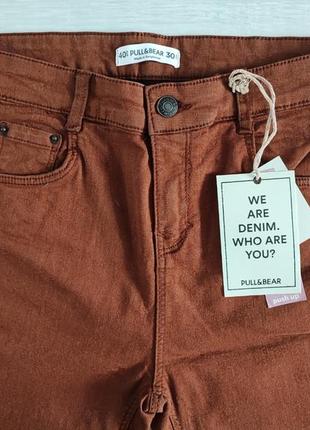 40 PULL&BEAR 30
WE
ARE
DENIM.
WHO ARE
YOU?
PULL&BEAR
push up